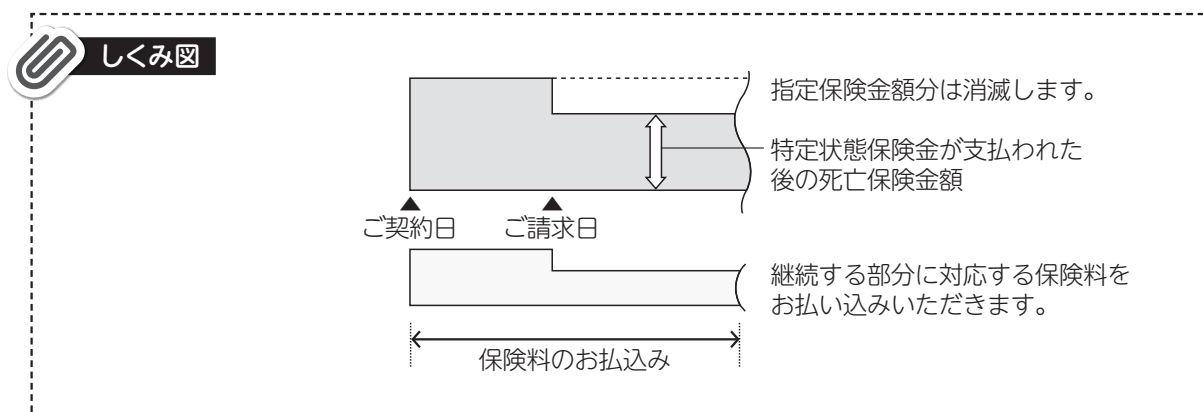 しくみ図
指定保険金額分は消滅します。
特定状態保険金が支払われた
後の死亡保険金額
ご契約日
ご請求日
継続する部分に対応する保険料を
お払い込みいただきます。
保険料のお払込み